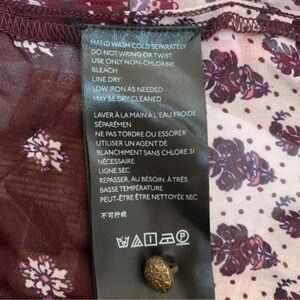 HAND WASH COLD SEPARATELY
DO NOT WRING OR TWIST
USE ONLY NON-CHLORINE
BLEACH
LINE DRY
LOW IRON AS NEEDED
MAY BE DRY CLEANED
LAVER À LA MAIN À L'EAU FROIDE
SÉPARÉMEN
NE PAS TORDRE OU ESSORER
UTILISER UN AGENT DE
BLANCHIMENT SANS CHLORE SI
NÉCESSAIRE
LIGNE SEC
REPASSER, AU BESOIN, À TRÈS
BASSE TEMPÉRATURE
PEUT ÊTRE NETTOYÉE SEC
不可拧绞